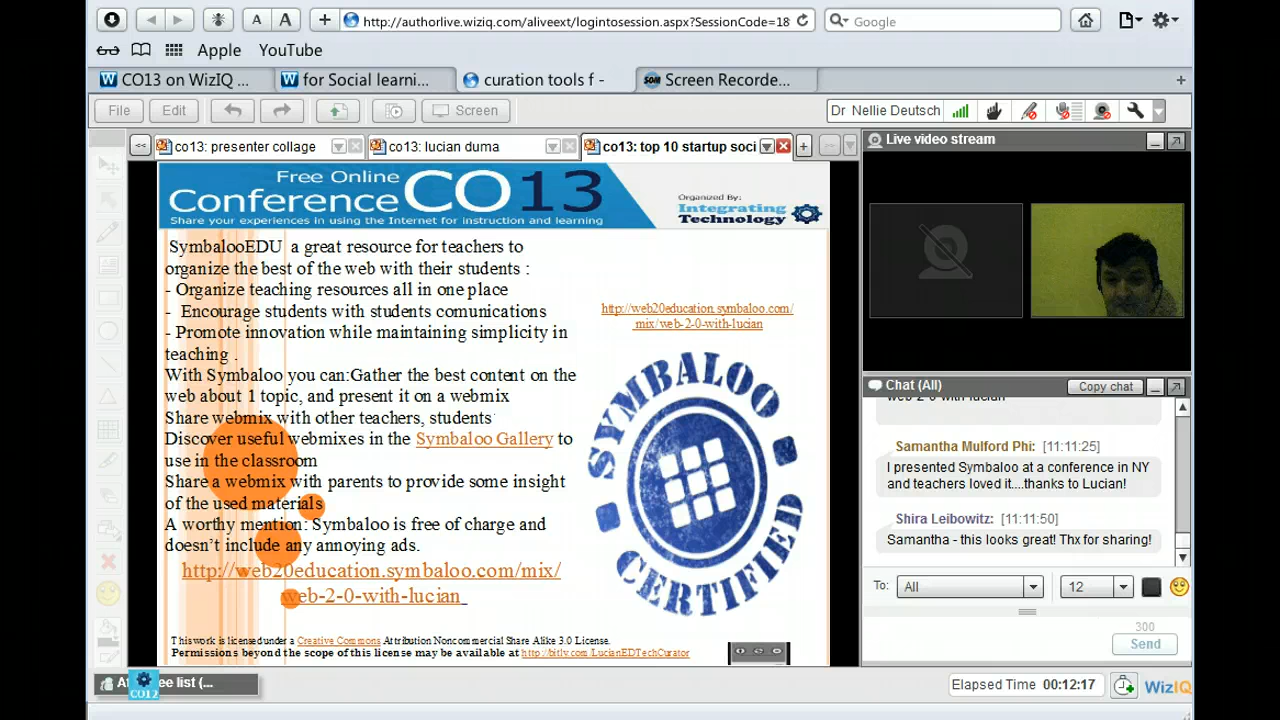 A A + http://authorlive.wiziq.com/aliveext/logintosession.aspx?SessionCode=18 Google
Apple YouTube
W CO13 on WizIQ ... W for Social learni... curation tools f - SOM Screen Recorde... +
File Edit Screen Dr Nellie Deutsch
<< co13: presenter collage co13: lucian duma co13: top 10 startup soci + >>
Live video stream
Free Online
Conference CO13
Share your experiences in using the Internet for instruction and learning
Organized By:
Integrating
Technology
SymbalooEDU a great resource for teachers to
organize the best of the web with their students :
- Organize teaching resources all in one place
- Encourage students with students comunications
- Promote innovation while maintaining simplicity in
teaching .
With Symbaloo you can:Gather the best content on the
web about 1 topic, and present it on a webmix
Share webmix with other teachers, students
Discover useful webmixes in the Symbaloo Gallery to
use in the classroom
Share a webmix with parents to provide some insight
of the used materials
A worthy mention: Symbaloo is free of charge and
doesn't include any annoying ads.
http://web20education.symbaloo.com/mix/
web-2-0-with-lucian
http://web20education.symbaloo.com/
mix/web-2-0-with-lucian
SYMBALOO
CERTIFIED
This work is licensed under a Creative Commons Attribution Noncommercial Share Alike 3.0 License.
Permissions beyond the scope of this license may be available at http://bitly.com/LucianEDTechCurator
Chat (All) Copy chat
web-2-0-with-lucian
Samantha Mulford Phi: [11:11:25]
I presented Symbaloo at a conference in NY
and teachers loved it....thanks to Lucian!
Shira Leibowitz: [11:11:50]
Samantha - this looks great! Thx for sharing!
To: All 12
300
Send
CO12 ee list (...
Elapsed Time 00:12:17 WizIQ